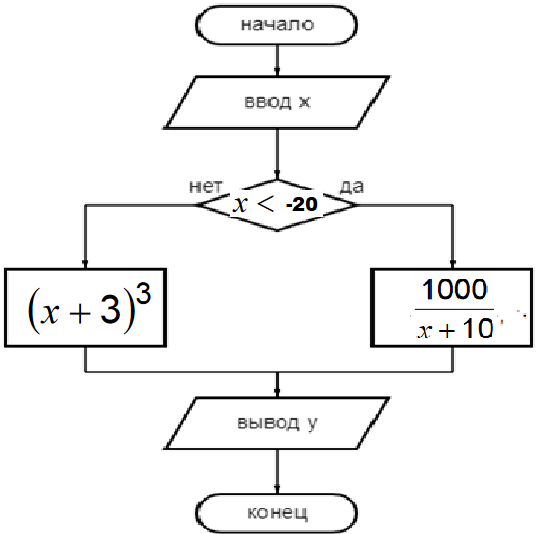 начало
ввод x
нет
да
x < -20
(x + 3)³
1000
x + 10
вывод y
конец